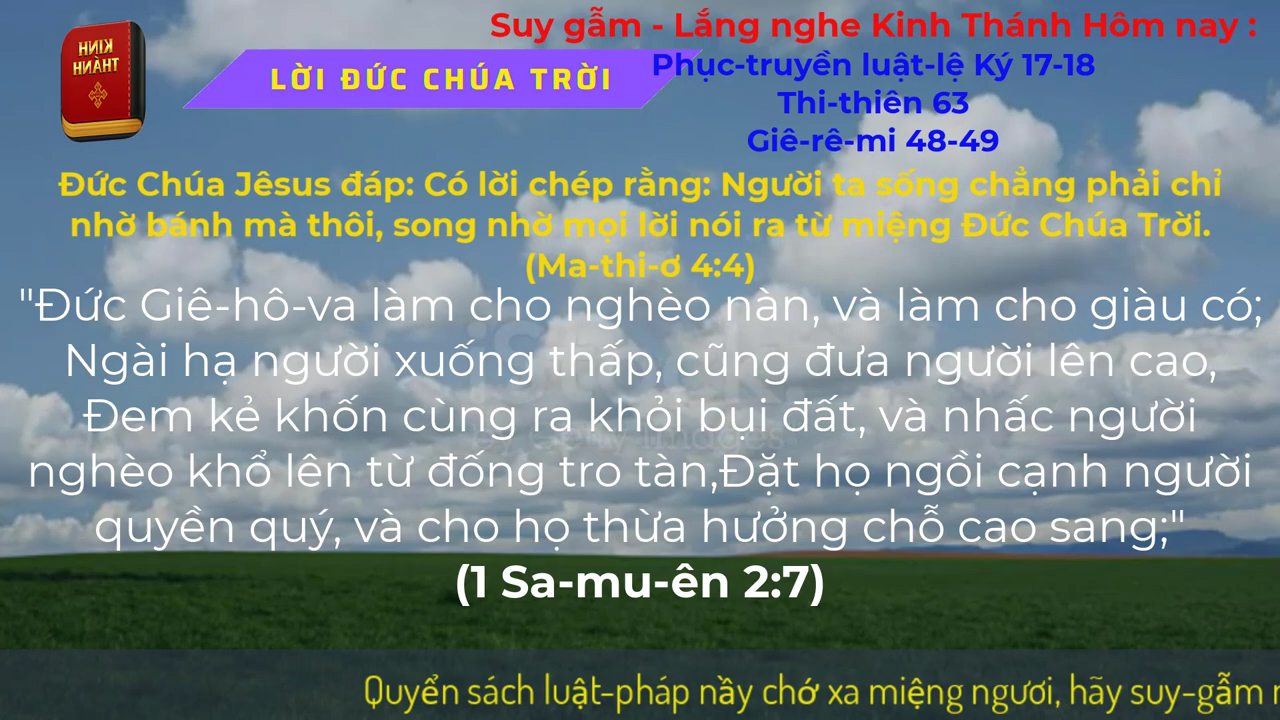 Suy gẫm - Lắng nghe Kinh Thánh Hôm nay :
KINH
THÁNH
LỜI ĐỨC CHÚA TRỜI
Phục-truyền luật-lệ Ký 17-18
Thi-thiên 63
Giê-rê-mi 48-49
Đức Chúa Jêsus đáp: Có lời chép rằng: Người ta sống chẳng phải chỉ
nhờ bánh mà thôi, song nhờ mọi lời nói ra từ miệng Đức Chúa Trời.
(Ma-thi-ơ 4:4)
"Đức Giê-hô-va làm cho nghèo nàn, và làm cho giàu có;
Ngài hạ người xuống thấp, cũng đưa người lên cao,
Đem kẻ khốn cùng ra khỏi bụi đất, và nhấc người
nghèo khổ lên từ đống tro tàn,Đặt họ ngồi cạnh người
quyền quý, và cho họ thừa hưởng chỗ cao sang;"
(1 Sa-mu-ên 2:7)
Quyển sách luật-pháp nầy chớ xa miệng ngươi, hãy suy-gẫm